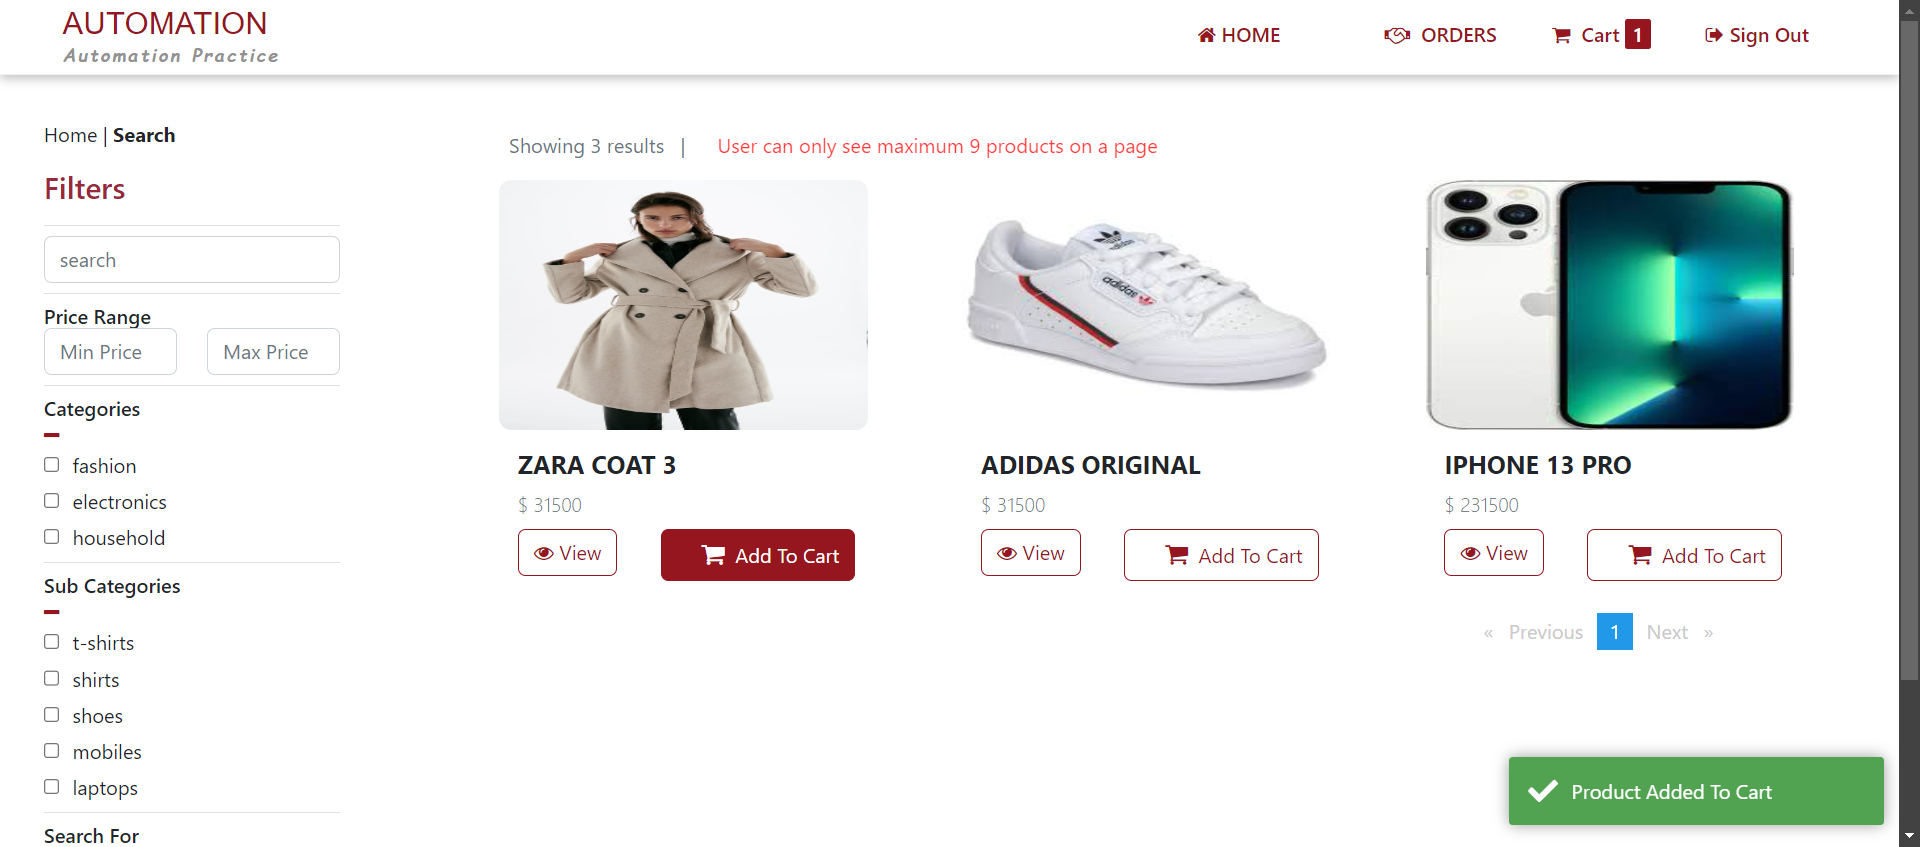 AUTOMATION
Automation Practice
HOME
ORDERS
Cart 1
Sign Out
Home | Search
Filters
search
Price Range
Min Price
Max Price
Categories
fashion
electronics
household
Sub Categories
t-shirts
shirts
shoes
mobiles
laptops
Search For
Showing 3 results | User can only see maximum 9 products on a page
adidas
adidas
ZARA COAT 3
$ 31500
View
Add To Cart
ADIDAS ORIGINAL
$ 31500
View
Add To Cart
IPHONE 13 PRO
$ 231500
View
Add To Cart
« Previous 1 Next »
Product Added To Cart